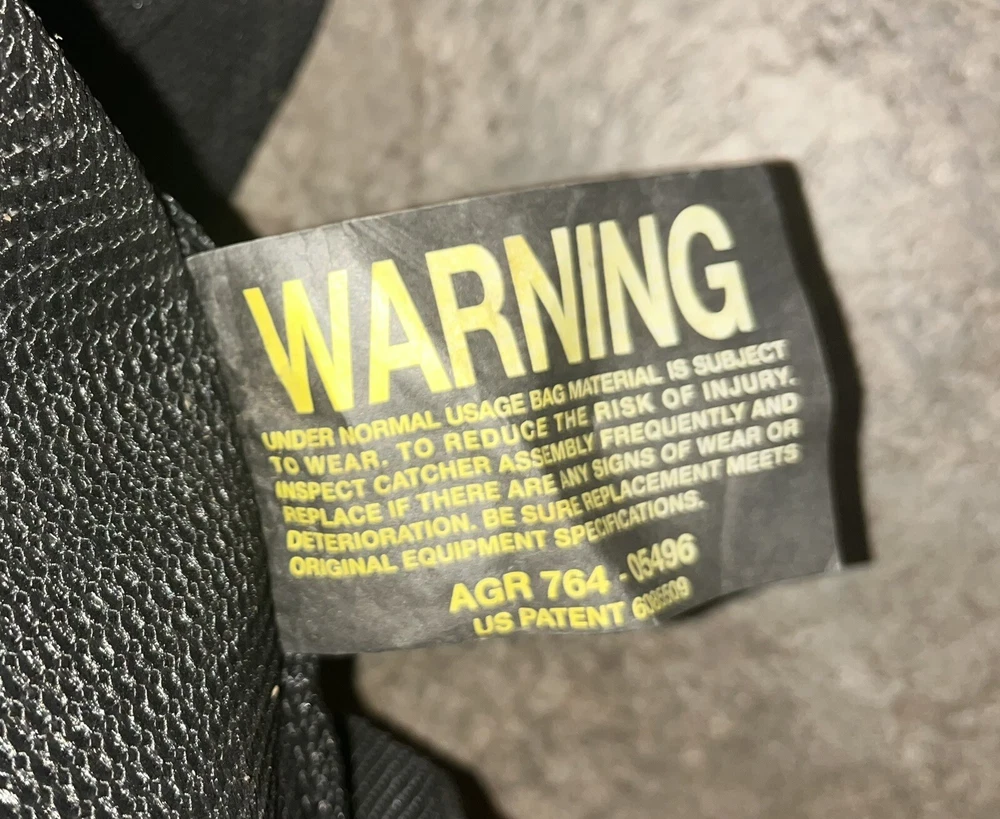 WARNING
UNDER NORMAL USAGE BAG MATERIAL IS SUBJECT
TO WEAR. TO REDUCE THE RISK OF INJURY.
INSPECT CATCHER ASSEMBLY FREQUENTLY AND
REPLACE IF THERE ARE ANY SIGNS OF WEAR OR
DETERIORATION. BE SURE REPLACEMENT MEETS
ORIGINAL EQUIPMENT SPECIFICATIONS.
AGR 764 - 05496
US PATENT